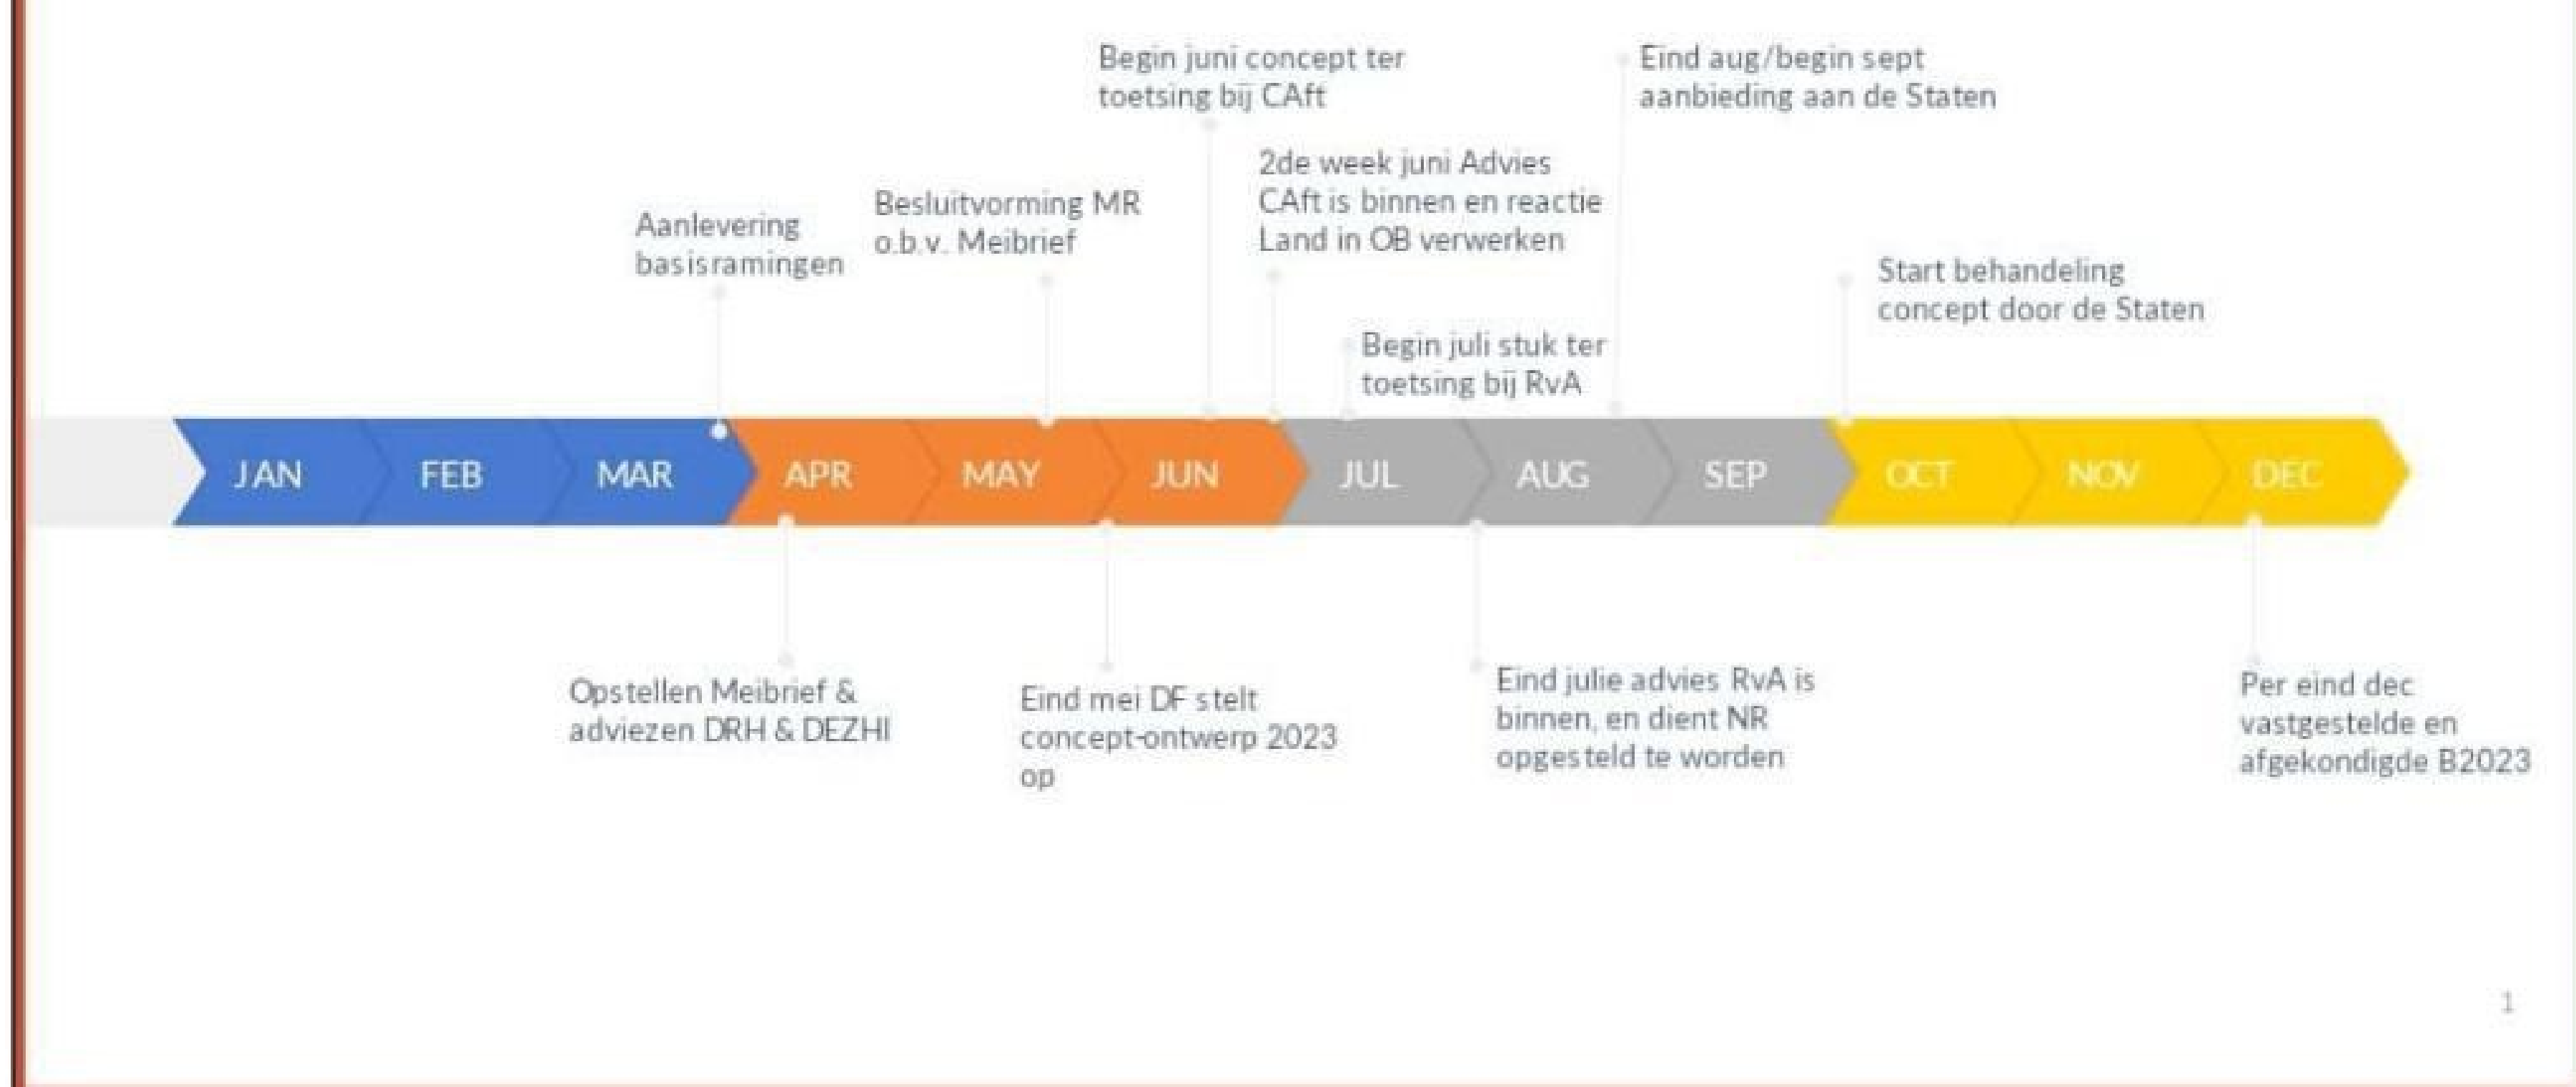 Begin juni concept ter
toetsing bij CAft
Eind aug/begin sept
aanbieding aan de Staten
2de week juni Advies
CAft is binnen en reactie
Land in OB verwerken
Besluitvorming MR
o.b.v. Meibrief
Aanlevering
basisramingen
Start behandeling
concept door de Staten
Begin juli stuk ter
toetsing bij RvA
JAN FEB MAR APR MAY JUN JUL AUG SEP OCT NOV DEC
Opstellen Meibrief &
adviezen DRH & DEZHI
Eind mei DF stelt
concept-ontwerp 2023
op
Eind julie advies RvA is
binnen, en dient NR
opgesteld te worden
Per eind dec
vastgestelde en
afgekondigde B2023
1